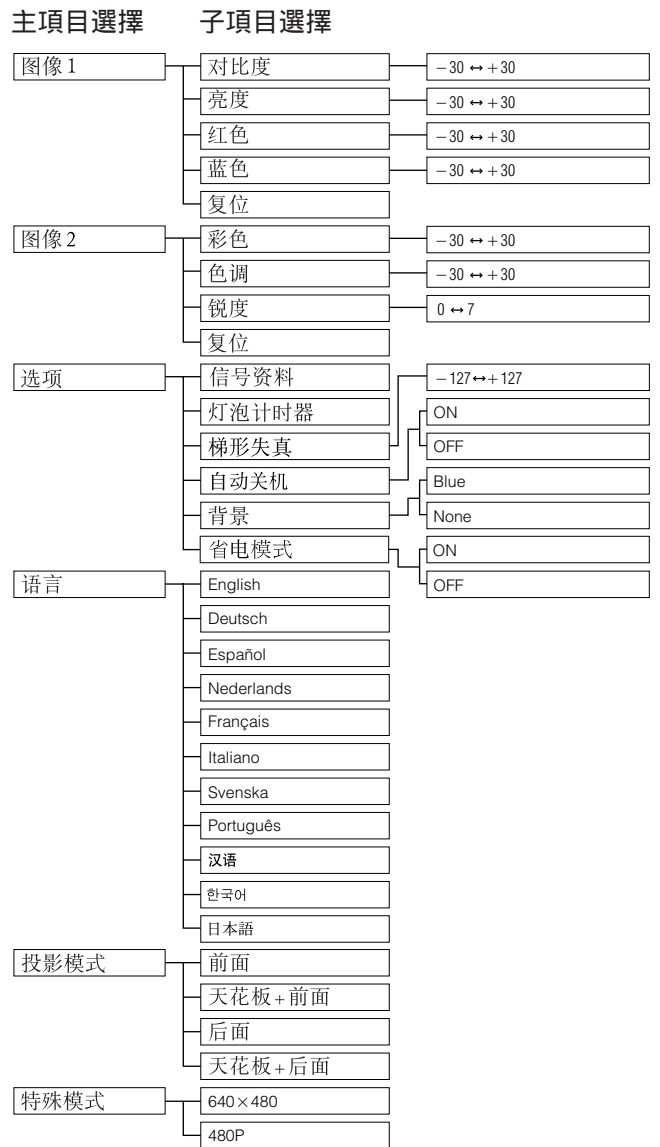 主項目選擇 子項目選擇
图像 1 对比度 −30 ↔ +30
亮度 −30 ↔ +30
红色 −30 ↔ +30
蓝色 −30 ↔ +30
复位
图像 2 彩色 −30 ↔ +30
色调 −30 ↔ +30
锐度 0 ↔ 7
复位
选项 信号资料 −127↔+127
灯泡计时器 ON
梯形失真 OFF
自动关机 Blue
背景 None
省电模式 ON
语言 English OFF
Deutsch
Español
Nederlands
Français
Italiano
Svenska
Português
汉语
한국어
日本語
投影模式 前面
天花板+前面
后面
天花板+后面
特殊模式 640×480
480P